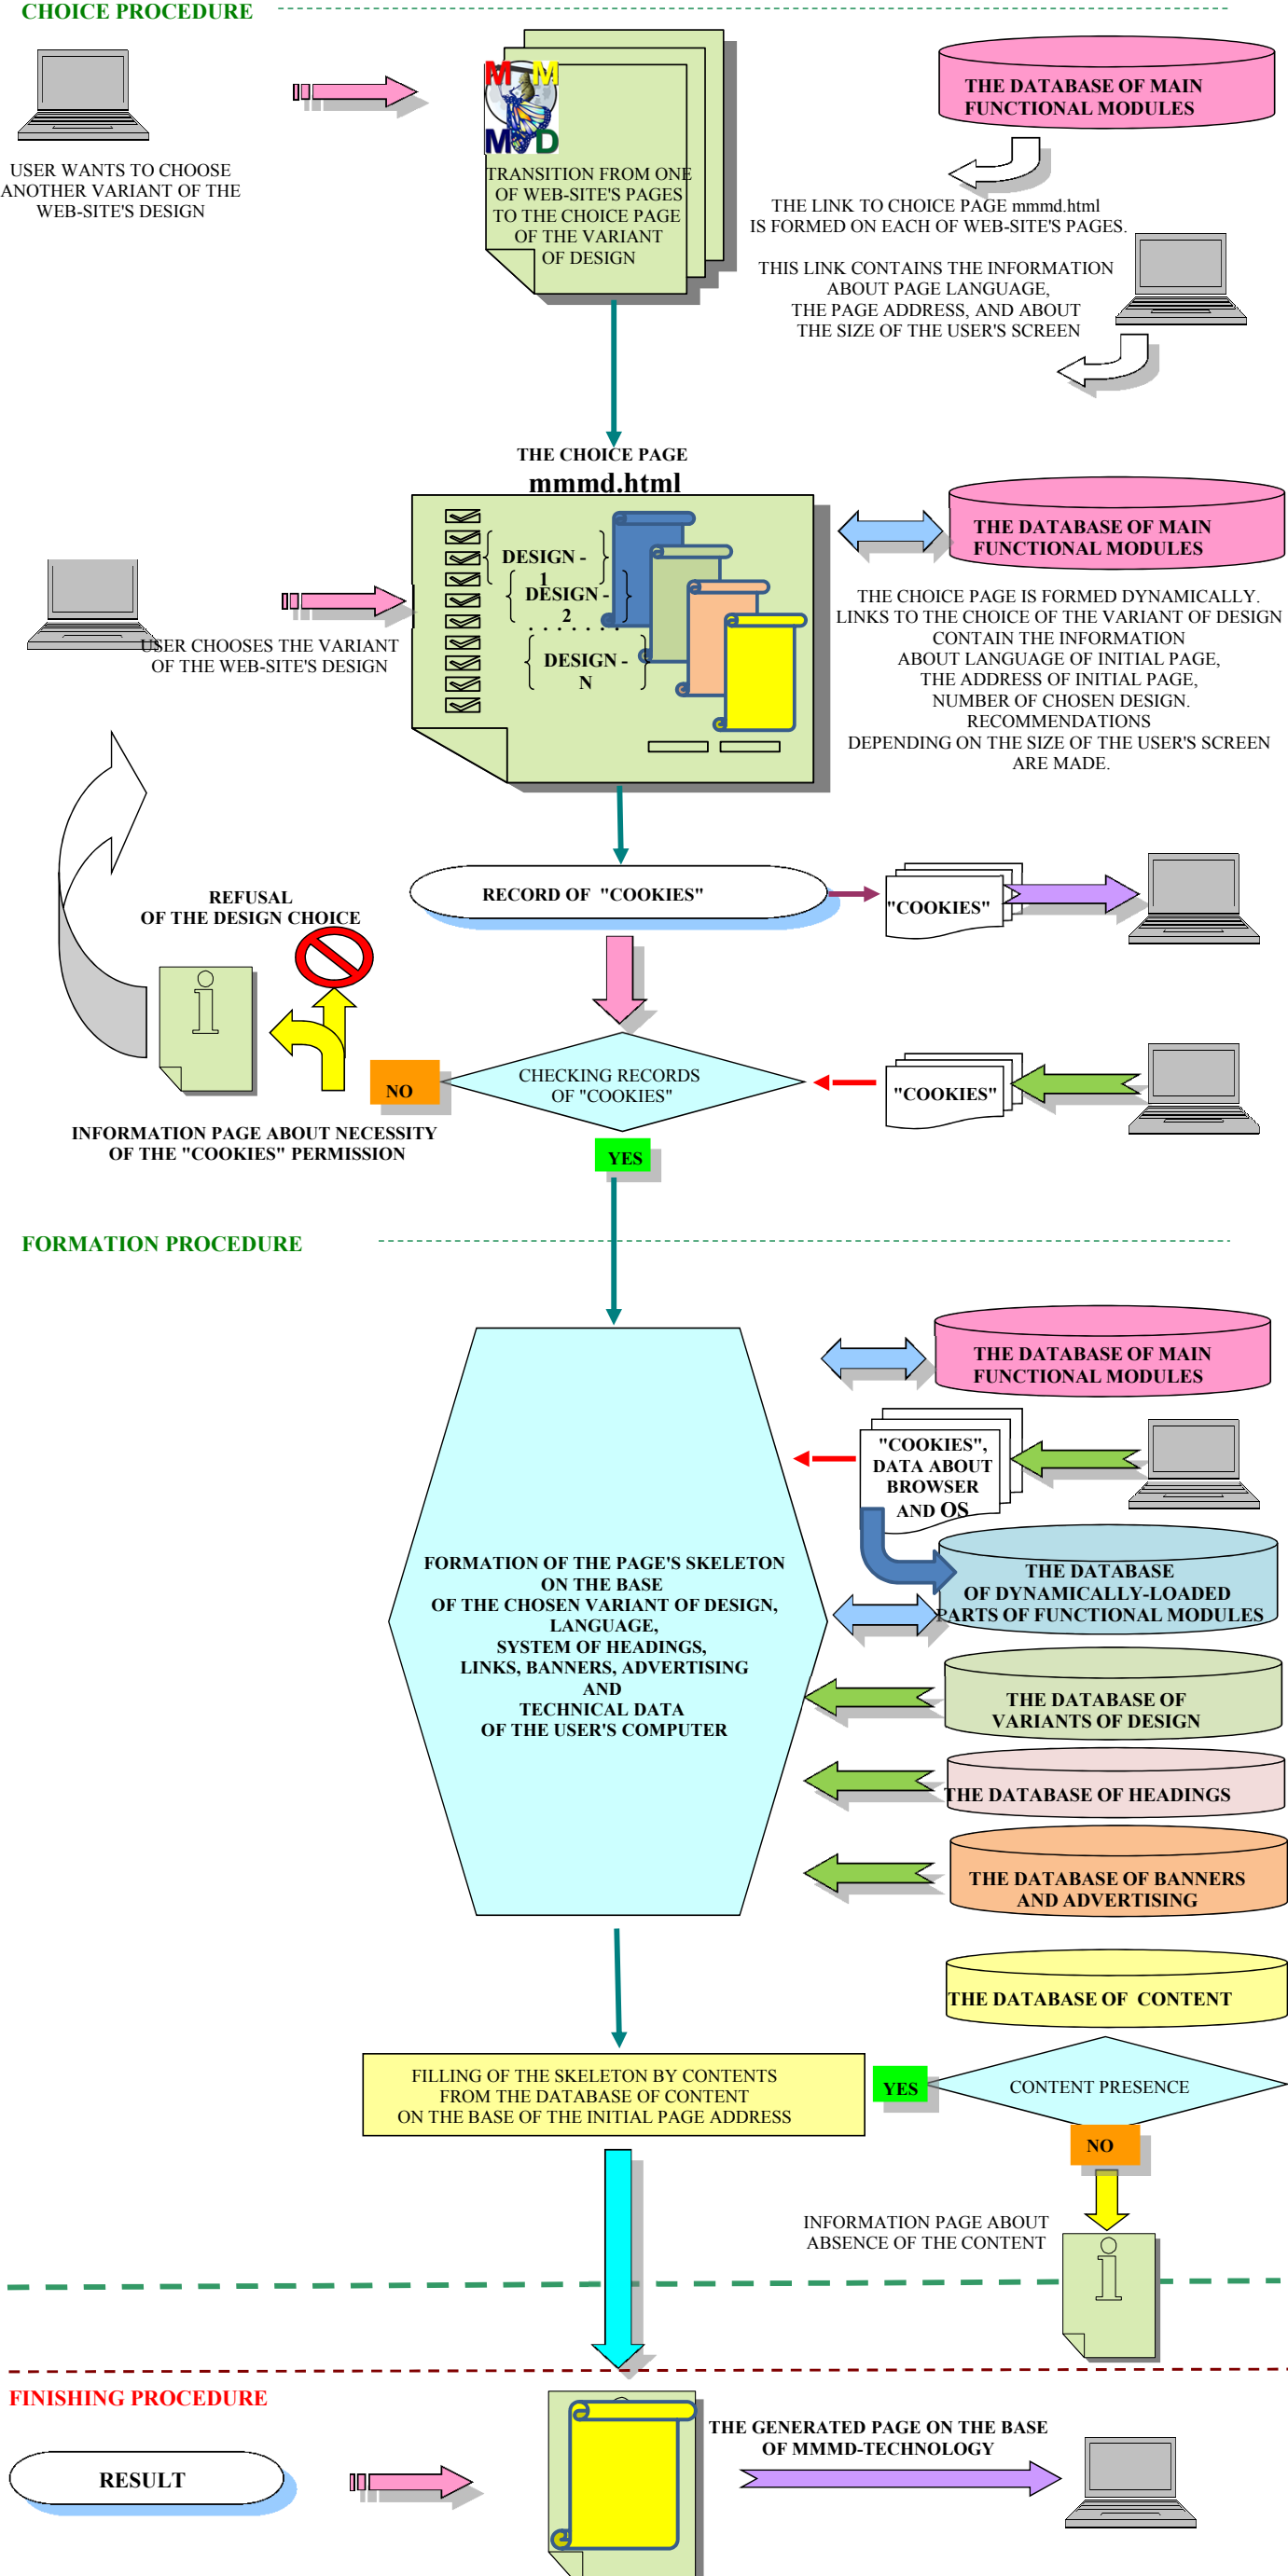 CHOICE PROCEDURE
USER WANTS TO CHOOSE
ANOTHER VARIANT OF THE
WEB-SITE'S DESIGN
M M
M D
TRANSITION FROM ONE
OF WEB-SITE'S PAGES
TO THE CHOICE PAGE
OF THE VARIANT
OF DESIGN
THE DATABASE OF MAIN
FUNCTIONAL MODULES
THE LINK TO CHOICE PAGE mmmd.html
IS FORMED ON EACH OF WEB-SITE'S PAGES.
THIS LINK CONTAINS THE INFORMATION
ABOUT PAGE LANGUAGE,
THE PAGE ADDRESS, AND ABOUT
THE SIZE OF THE USER'S SCREEN
THE CHOICE PAGE
mmmd.html
DESIGN -
1
DESIGN -
2
. . . . . .
DESIGN -
N
USER CHOOSES THE VARIANT
OF THE WEB-SITE'S DESIGN
THE DATABASE OF MAIN
FUNCTIONAL MODULES
THE CHOICE PAGE IS FORMED DYNAMICALLY.
LINKS TO THE CHOICE OF THE VARIANT OF DESIGN
CONTAIN THE INFORMATION
ABOUT LANGUAGE OF INITIAL PAGE,
THE ADDRESS OF INITIAL PAGE,
NUMBER OF CHOSEN DESIGN.
RECOMMENDATIONS
DEPENDING ON THE SIZE OF THE USER'S SCREEN
ARE MADE.
RECORD OF "COOKIES"
"COOKIES"
REFUSAL
OF THE DESIGN CHOICE
i
NO
CHECKING RECORDS
OF "COOKIES"
"COOKIES"
INFORMATION PAGE ABOUT NECESSITY
OF THE "COOKIES" PERMISSION
YES
FORMATION PROCEDURE
THE DATABASE OF MAIN
FUNCTIONAL MODULES
"COOKIES",
DATA ABOUT
BROWSER
AND OS
FORMATION OF THE PAGE'S SKELETON
ON THE BASE
OF THE CHOSEN VARIANT OF DESIGN,
LANGUAGE,
SYSTEM OF HEADINGS,
LINKS, BANNERS, ADVERTISING
AND
TECHNICAL DATA
OF THE USER'S COMPUTER
THE DATABASE
OF DYNAMICALLY-LOADED
PARTS OF FUNCTIONAL MODULES
THE DATABASE OF
VARIANTS OF DESIGN
THE DATABASE OF HEADINGS
THE DATABASE OF BANNERS
AND ADVERTISING
THE DATABASE OF CONTENT
FILLING OF THE SKELETON BY CONTENTS
FROM THE DATABASE OF CONTENT
ON THE BASE OF THE INITIAL PAGE ADDRESS
YES
CONTENT PRESENCE
NO
INFORMATION PAGE ABOUT
ABSENCE OF THE CONTENT
i
FINISHING PROCEDURE
RESULT
THE GENERATED PAGE ON THE BASE
OF MMMD-TECHNOLOGY